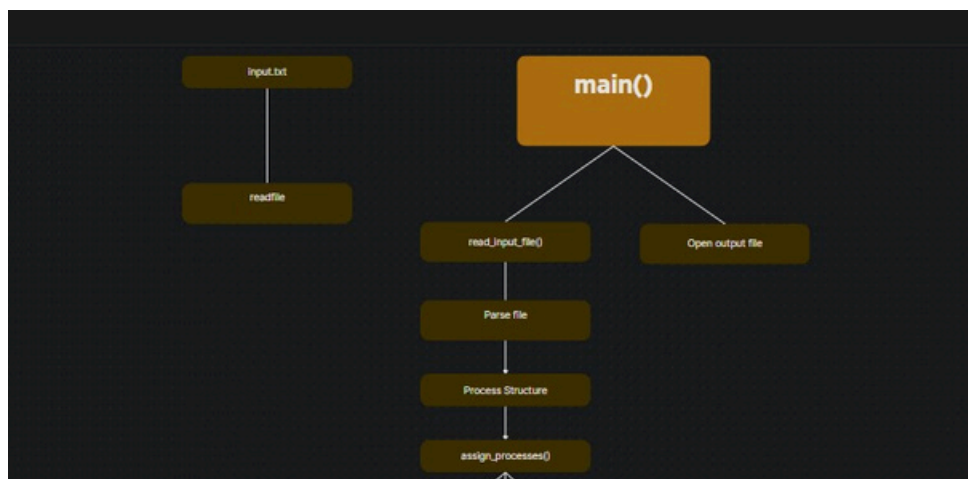 input.txt
main()
readfile
read_input_file()
Open output file
Parse file
Process Structure
assign_processes()